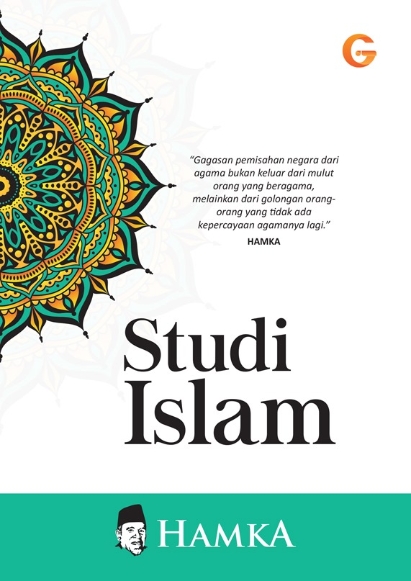 G
“Gagasan pemisahan negara dari
agama bukan keluar dari mulut
orang yang beragama,
melainkan dari golongan orang-
orang yang tidak ada
kepercayaan agamanya lagi.”
HAMKA
Studi
Islam
HAMKA